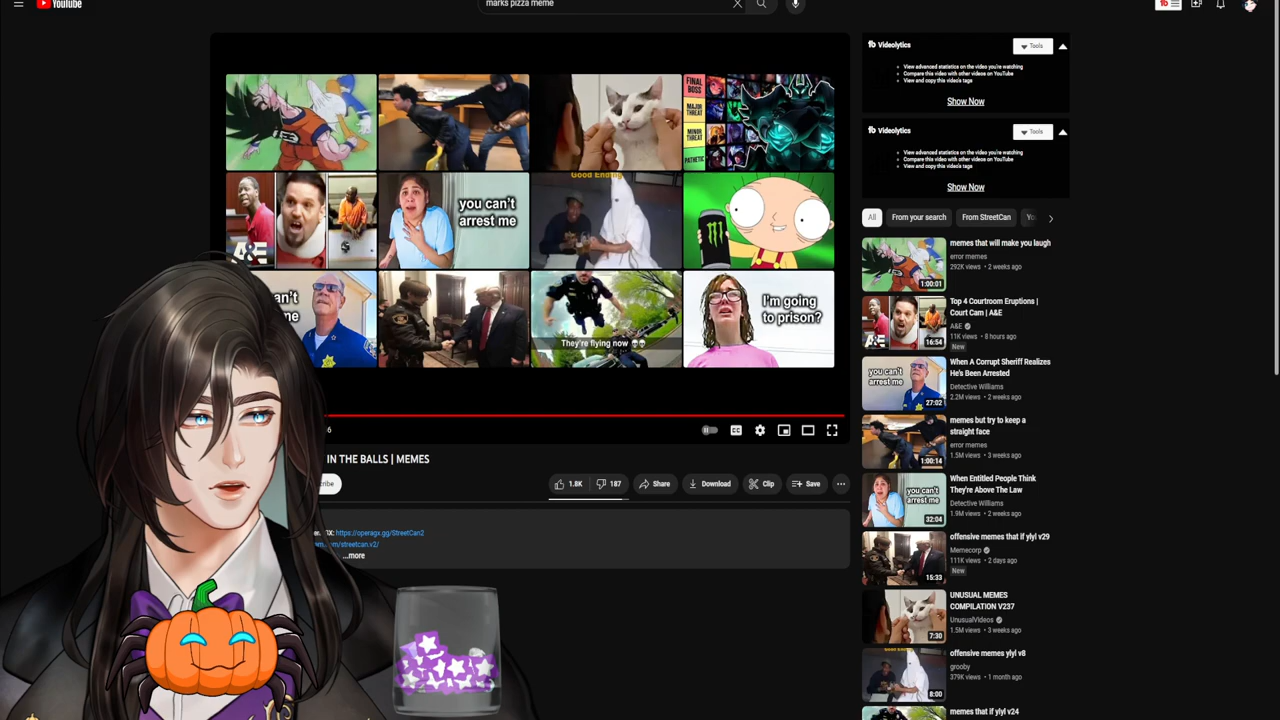 YouTube
marks pizza meme
FINAL BOSS
MAJOR THREAT
MINOR THREAT
PATHETIC
A&E
you can't
arrest me
Good Ending
me
They're flying now
I'm going
to prison?
IN THE BALLS | MEMES
1.8K
187
Share
Download
Clip
Save
https://operagx.gg/StreetCan2
...more
Videolytics
Tools
View advanced statistics on the video you're watching
Compare this video with other videos on YouTube
View and copy this video's tags
Show Now
Videolytics
Tools
View advanced statistics on the video you're watching
Compare this video with other videos on YouTube
View and copy this video's tags
Show Now
All
From your search
From StreetCan
memes that will make you laugh
error memes
292K views • 2 weeks ago
1:00:01
Top 4 Courtroom Eruptions |
Court Cam | A&E
A&E
11K views • 8 hours ago
New
A&E
16:54
When A Corrupt Sheriff Realizes
He's Been Arrested
Detective Williams
2.2M views • 2 weeks ago
you can't
arrest me
27:02
memes but try to keep a
straight face
error memes
1.5M views • 3 weeks ago
1:00:14
When Entitled People Think
They're Above The Law
Detective Williams
1.9M views • 2 weeks ago
you can't
arrest me
32:04
offensive memes that if ylyl v29
Memecorp
111K views • 2 days ago
New
15:33
UNUSUAL MEMES
COMPILATION V237
UnusualVideos
1.5M views • 3 weeks ago
7:30
offensive memes ylyl v8
grooby
379K views • 1 month ago
8:00
memes that if ylyl v24